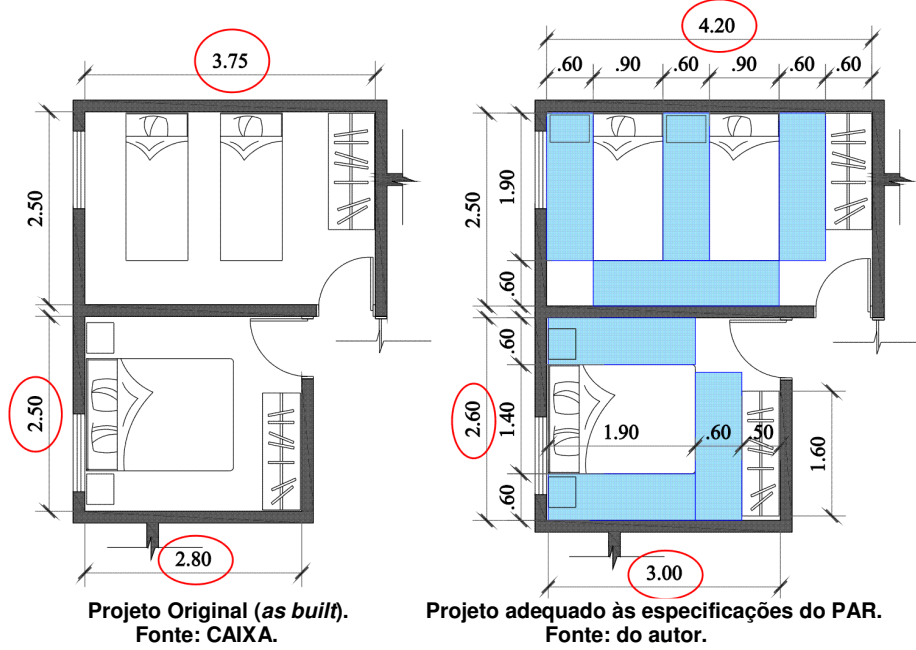 3.75
2.50
2.50
2.80
4.20
.60 .90 .60 .90 .60 .60
2.50
1.90
.60
2.60
.60
1.40
.60
1.90 .60 .50
1.60
3.00
Projeto Original (as built).
Fonte: CAIXA.
Projeto adequado às especificações do PAR.
Fonte: do autor.